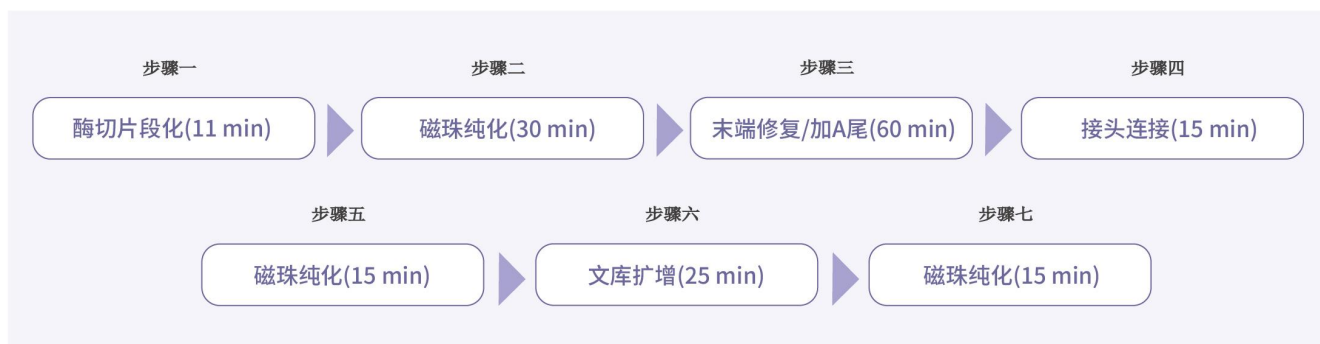 步骤一
步骤二
步骤三
步骤四
酶切片段化(11 min)
磁珠纯化(30 min)
末端修复/加A尾(60 min)
接头连接(15 min)
步骤五
步骤六
步骤七
磁珠纯化(15 min)
文库扩增(25 min)
磁珠纯化(15 min)